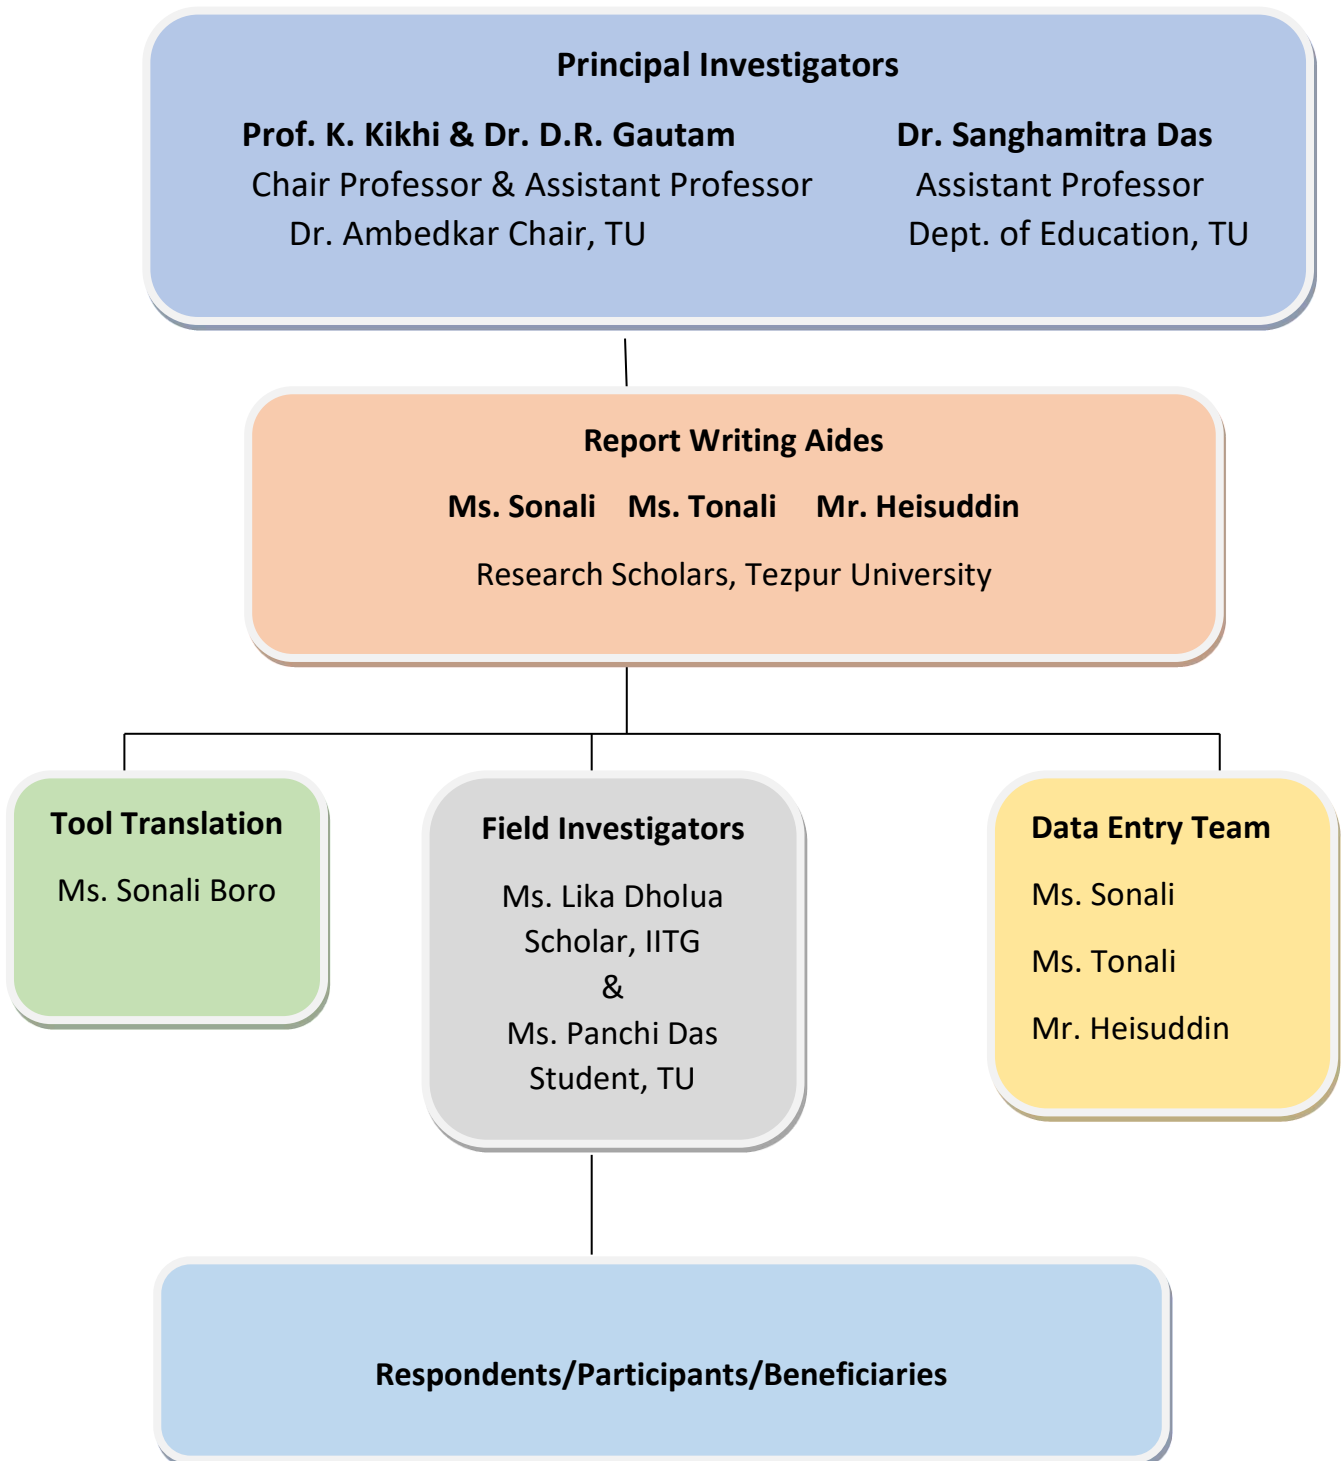 Principal Investigators
Prof. K. Kikhi & Dr. D.R. Gautam Dr. Sanghamitra Das
Chair Professor & Assistant Professor Assistant Professor
Dr. Ambedkar Chair, TU Dept. of Education, TU
Report Writing Aides
Ms. Sonali Ms. Tonali Mr. Heisuddin
Research Scholars, Tezpur University
Tool Translation
Ms. Sonali Boro
Field Investigators
Ms. Lika Dholua
Scholar, IITG
&
Ms. Panchi Das
Student, TU
Data Entry Team
Ms. Sonali
Ms. Tonali
Mr. Heisuddin
Respondents/Participants/Beneficiaries